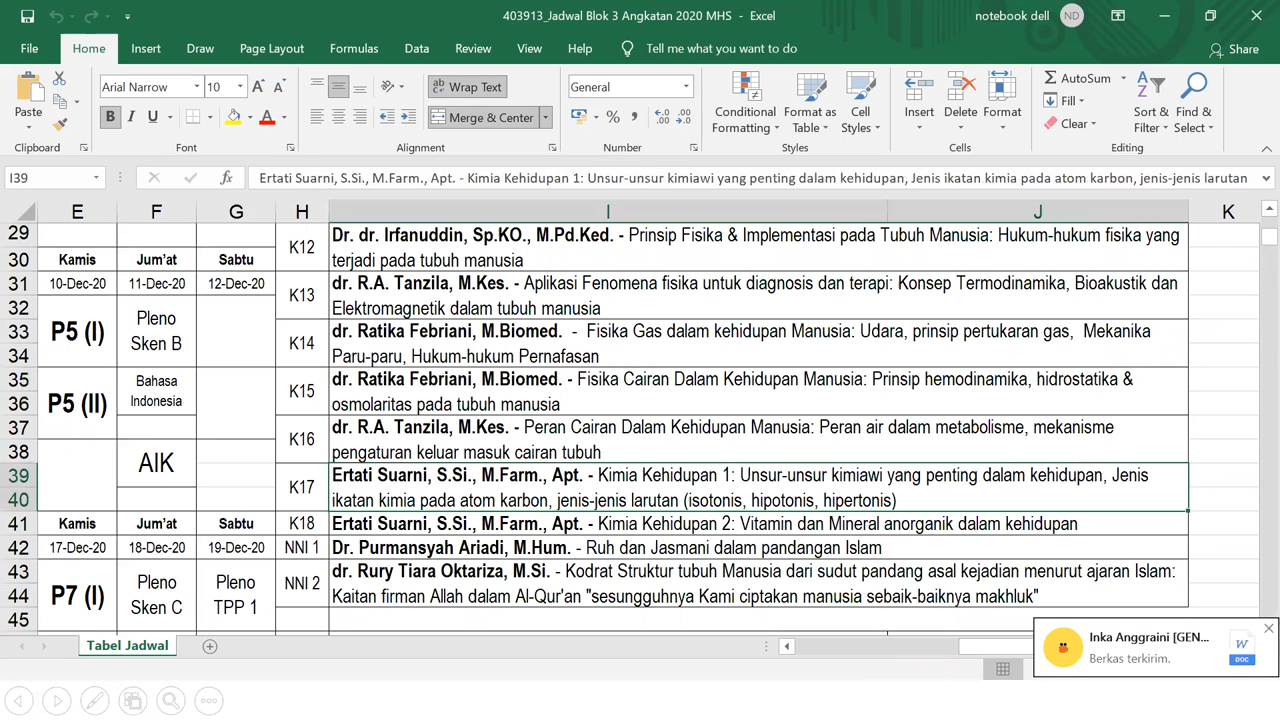 403913_Jadwal Blok 3 Angkatan 2020 MHS - Excel
notebook dell ND
File Home Insert Draw Page Layout Formulas Data Review View Help Tell me what you want to do Share
Arial Narrow 10 Wrap Text General AutoSum
Paste B I U A Merge & Center % Conditional Formatting Format as Table Cell Styles Insert Delete Format Fill Clear Sort & Filter Find & Select
Clipboard Font Alignment Number Styles Cells Editing
I39 fx Ertati Suarni, S.Si., M.Farm., Apt. - Kimia Kehidupan 1: Unsur-unsur kimiawi yang penting dalam kehidupan, Jenis ikatan kimia pada atom karbon, jenis-jenis larutan
E F G H I J K
29
30 Kamis Jum'at Sabtu
31 10-Dec-20 11-Dec-20 12-Dec-20
32
33
34
P5 (I)
Pleno
Sken B
35
36
P5 (II)
Bahasa
Indonesia
37
38
AIK
39
40
41 Kamis Jum'at Sabtu
42 17-Dec-20 18-Dec-20 19-Dec-20
43
44
45
P7 (I)
Pleno
Sken C
Pleno
TPP 1
K12 Dr. dr. Irfanuddin, Sp.KO., M.Pd.Ked. - Prinsip Fisika & Implementasi pada Tubuh Manusia: Hukum-hukum fisika yang
terjadi pada tubuh manusia
K13 dr. R.A. Tanzila, M.Kes. - Aplikasi Fenomena fisika untuk diagnosis dan terapi: Konsep Termodinamika, Bioakustik dan
Elektromagnetik dalam tubuh manusia
K14 dr. Ratika Febriani, M.Biomed. - Fisika Gas dalam kehidupan Manusia: Udara, prinsip pertukaran gas, Mekanika
Paru-paru, Hukum-hukum Pernafasan
K15 dr. Ratika Febriani, M.Biomed. - Fisika Cairan Dalam Kehidupan Manusia: Prinsip hemodinamika, hidrostatika &
osmolaritas pada tubuh manusia
K16 dr. R.A. Tanzila, M.Kes. - Peran Cairan Dalam Kehidupan Manusia: Peran air dalam metabolisme, mekanisme
pengaturan keluar masuk cairan tubuh
K17 Ertati Suarni, S.Si., M.Farm., Apt. - Kimia Kehidupan 1: Unsur-unsur kimiawi yang penting dalam kehidupan, Jenis
ikatan kimia pada atom karbon, jenis-jenis larutan (isotonis, hipotonis, hipertonis)
K18 Ertati Suarni, S.Si., M.Farm., Apt. - Kimia Kehidupan 2: Vitamin dan Mineral anorganik dalam kehidupan
NNI 1 Dr. Purmansyah Ariadi, M.Hum. - Ruh dan Jasmani dalam pandangan Islam
NNI 2 dr. Rury Tiara Oktariza, M.Si. - Kodrat Struktur tubuh Manusia dari sudut pandang asal kejadian menurut ajaran Islam:
Kaitan firman Allah dalam Al-Qur'an "sesungguhnya Kami ciptakan manusia sebaik-baiknya makhluk"
Tabel Jadwal
Inka Anggraini [GEN...
Berkas terkirim.
W
DOC